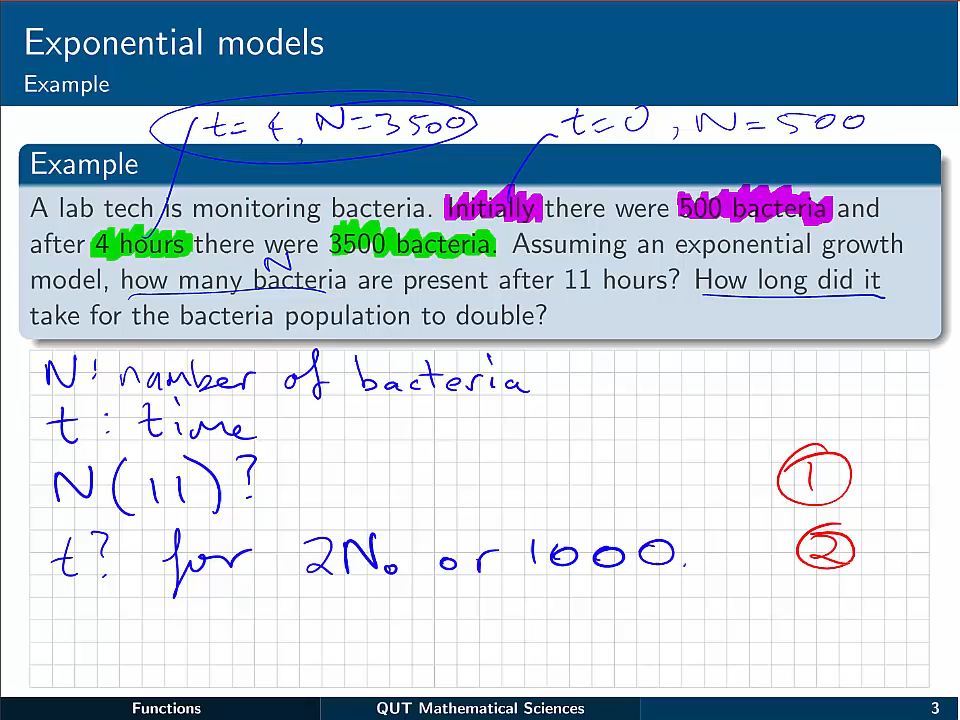 Exponential models
Example
t=4, N=3500
t=0, N=500
Example
A lab tech is monitoring bacteria. Initially there were 500 bacteria and
after 4 hours there were 3500 bacteria. Assuming an exponential growth
N
model, how many bacteria are present after 11 hours? How long did it
take for the bacteria population to double?
N: number of bacteria
t: time
N(11)? 1
t? for 2N₀ or 1000. 2
Functions QUT Mathematical Sciences 3